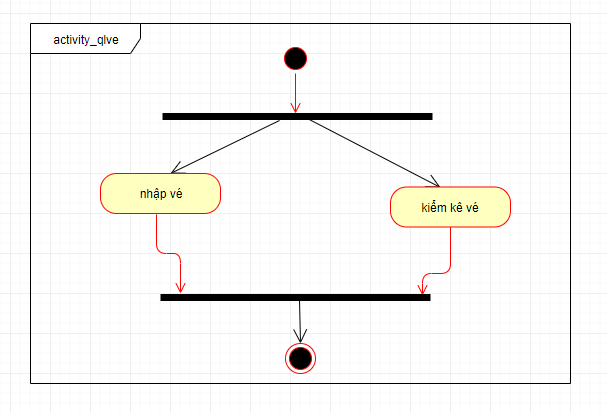 activity_qlve
nhập vé
kiểm kê vé